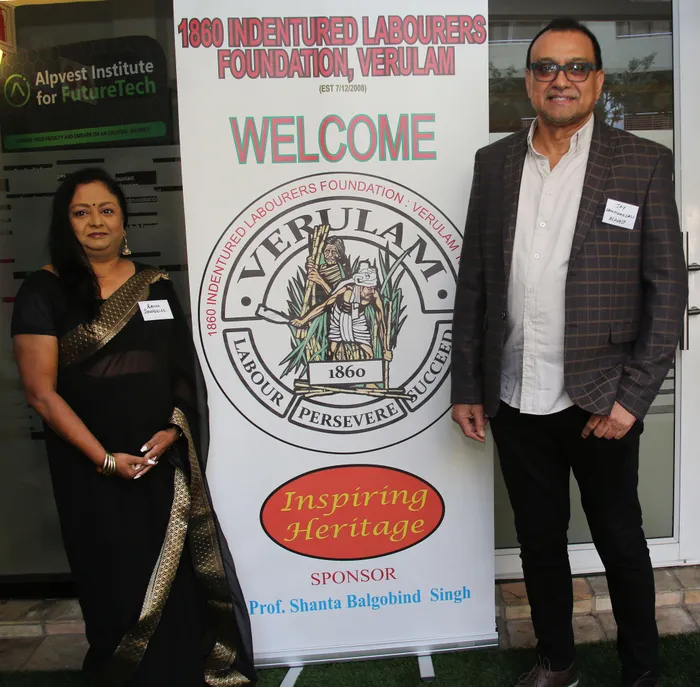 Alpvest Institute
for FutureTech
1860 INDENTURED LABOURERS
FOUNDATION, VERULAM
(EST 7/12/2008)
WELCOME
1860 INDENTURED LABOURERS FOUNDATION : VERULAM
VERULAM
1860
LABOUR
PERSEVERE
SUCCEED
Inspiring
Heritage
SPONSOR
Prof. Shanta Balgobind Singh
JAY